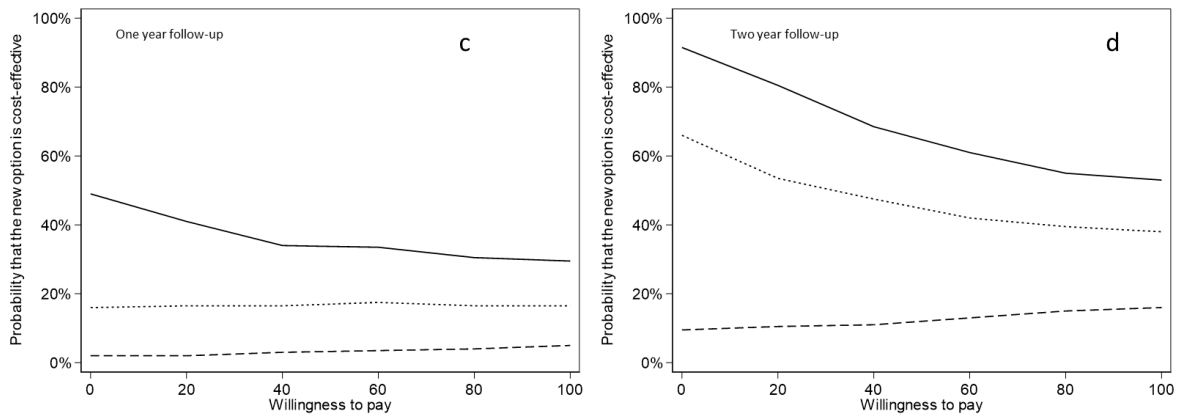 One year follow-up
c
Probability that the new option is cost-effective
100%
80%
60%
40%
20%
0%
0 20 40 60 80 100
Willingness to pay
Two year follow-up
d
Probability that the new option is cost-effective
100%
80%
60%
40%
20%
0%
0 20 40 60 80 100
Willingness to pay